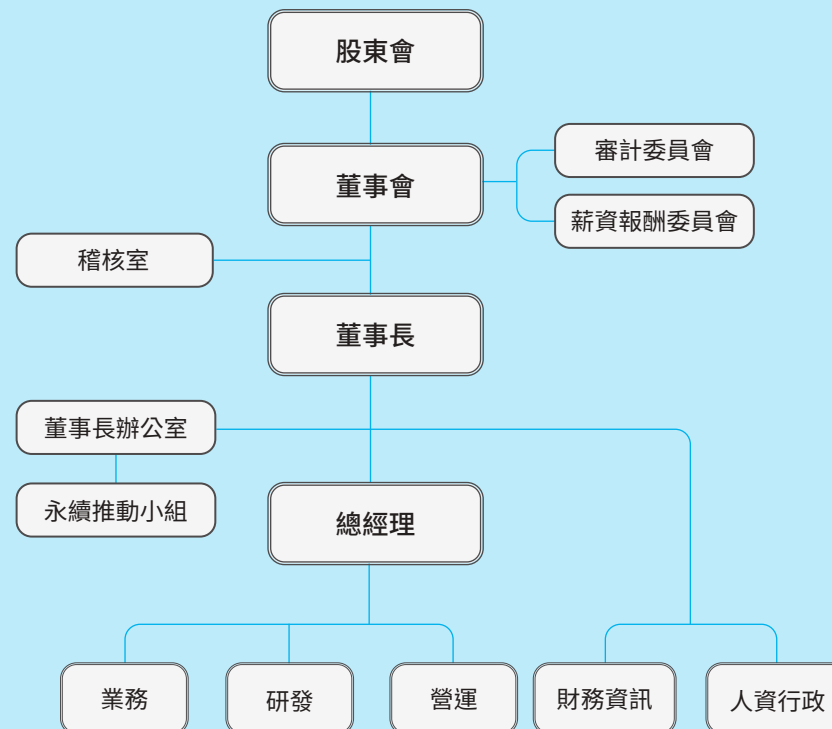 股東會
董事會
審計委員會
薪資報酬委員會
稽核室
董事長
董事長辦公室
永續推動小組
總經理
業務
研發
營運
財務資訊
人資行政